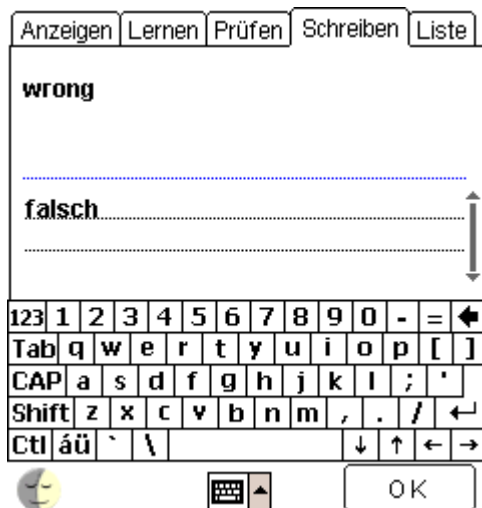 Anzeigen Lernen Prüfen Schreiben Liste
wrong
falsch
123 1 2 3 4 5 6 7 8 9 0 - =
Tab q w e r t y u i o p [ ]
CAP a s d f g h j k l ; '
Shift z x c v b n m , . /
Ctl áü ` \
OK